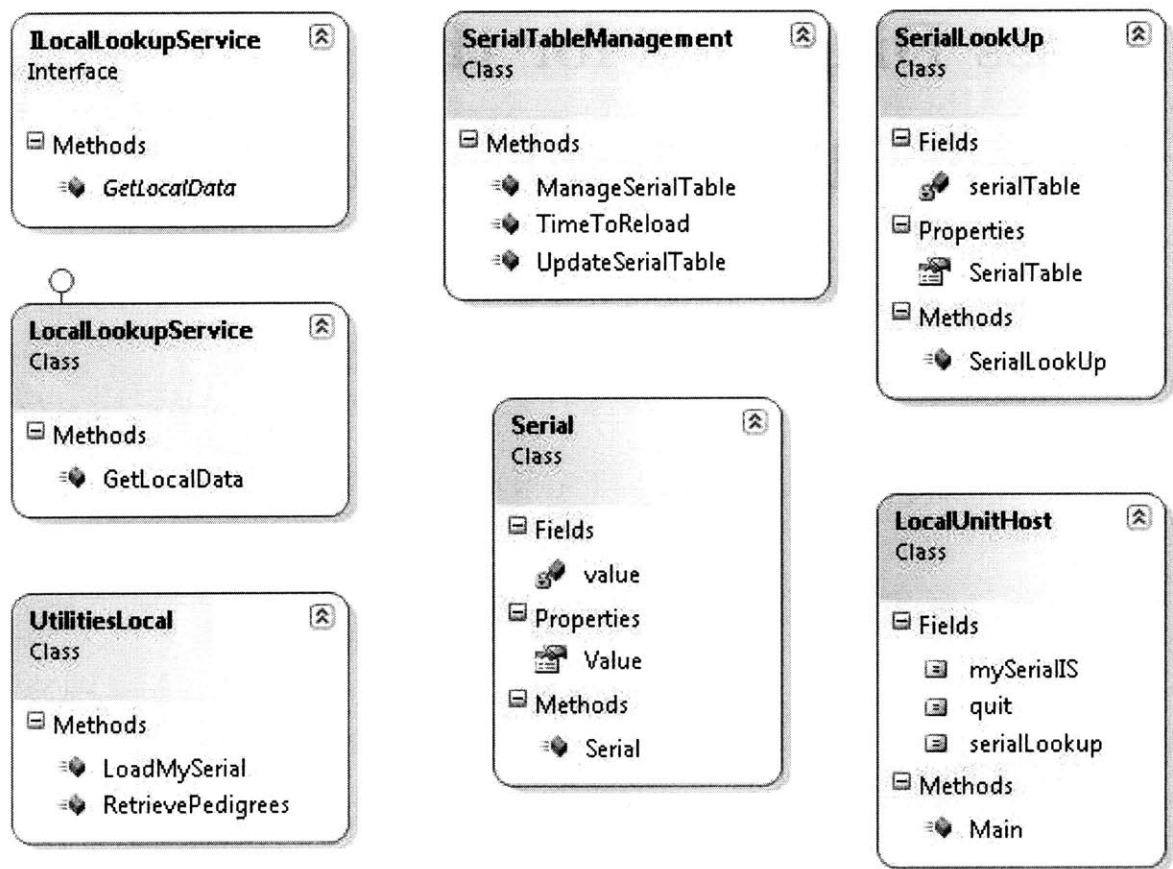 ILocalLookupService
Interface
Methods
GetLocalData
LocalLookupService
Class
Methods
GetLocalData
UtilitiesLocal
Class
Methods
LoadMySerial
RetrievePedigrees
SerialTableManagement
Class
Methods
ManageSerialTable
TimeToReload
UpdateSerialTable
Serial
Class
Fields
value
Properties
Value
Methods
Serial
SerialLookUp
Class
Fields
serialTable
Properties
SerialTable
Methods
SerialLookUp
LocalUnitHost
Class
Fields
mySerialIS
quit
serialLookup
Methods
Main